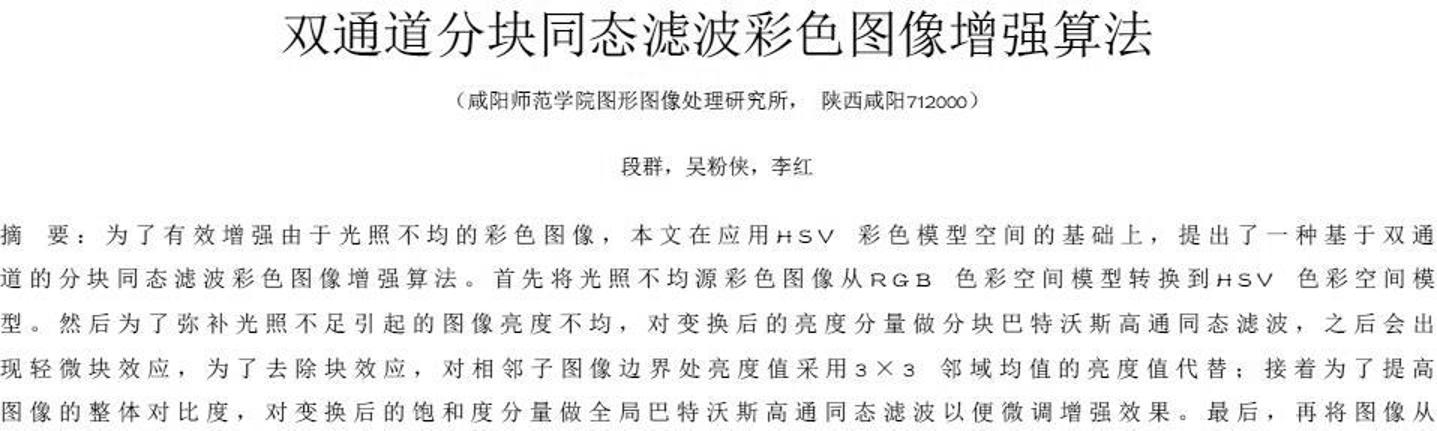 双通道分块同态滤波彩色图像增强算法
（咸阳师范学院图形图像处理研究所， 陕西咸阳712000）
段群，吴粉侠，李红
摘 要：为了有效增强由于光照不均的彩色图像，本文在应用HSV 彩色模型空间的基础上，提出了一种基于双通
道的分块同态滤波彩色图像增强算法。首先将光照不均源彩色图像从RGB 色彩空间模型转换到HSV 色彩空间模
型。然后为了弥补光照不足引起的图像亮度不均，对变换后的亮度分量做分块巴特沃斯高通同态滤波，之后会出
现轻微块效应，为了去除块效应，对相邻子图像边界处亮度值采用3×3 邻域均值的亮度值代替；接着为了提高
图像的整体对比度，对变换后的饱和度分量做全局巴特沃斯高通同态滤波以便微调增强效果。最后，再将图像从